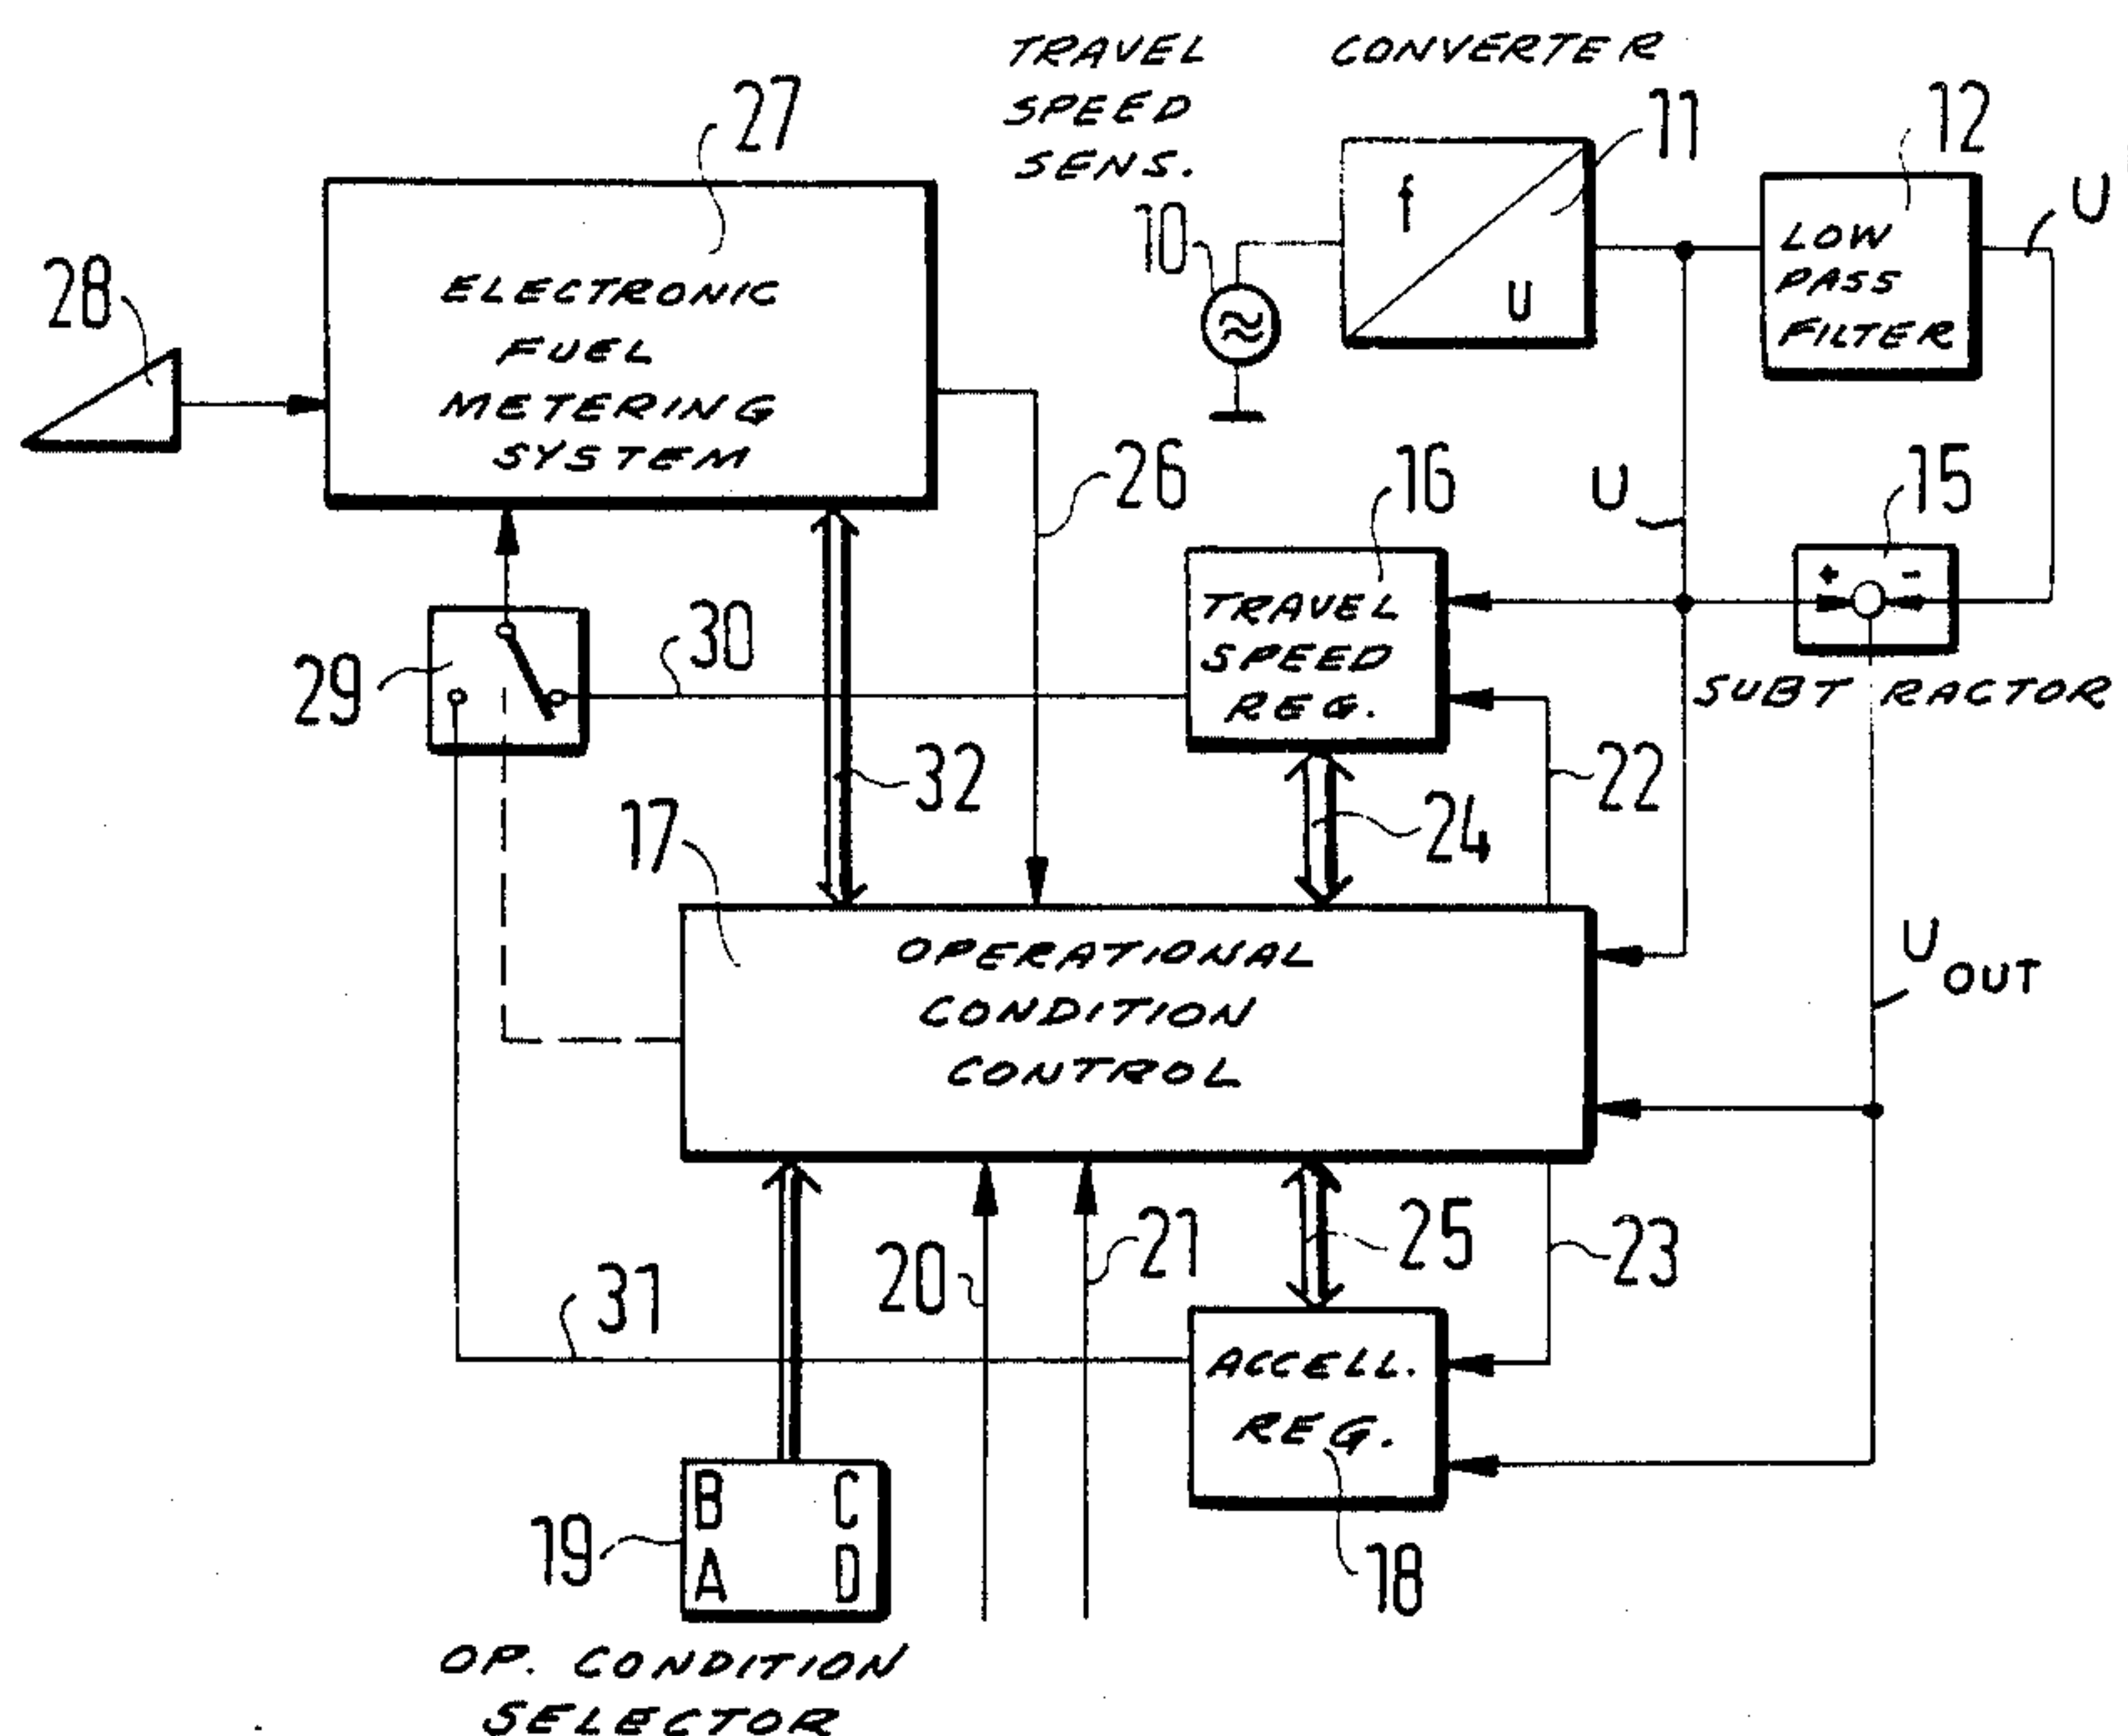 TRAVEL
SPEED
SENS.
CONVERTER
27
11
12
10
f
U
LOW
PASS
FILTER
U
28
ELECTRONIC
FUEL
METERING
SYSTEM
26
16
U
15
+ -
TRAVEL
SPEED
REG.
SUBTRACTOR
29
30
32
22
24
17
OPERATIONAL
CONDITION
CONTROL
U OUT
20
21
25
23
31
ACCELL.
REG.
18
19
B C
A D
OP. CONDITION
SELECTOR